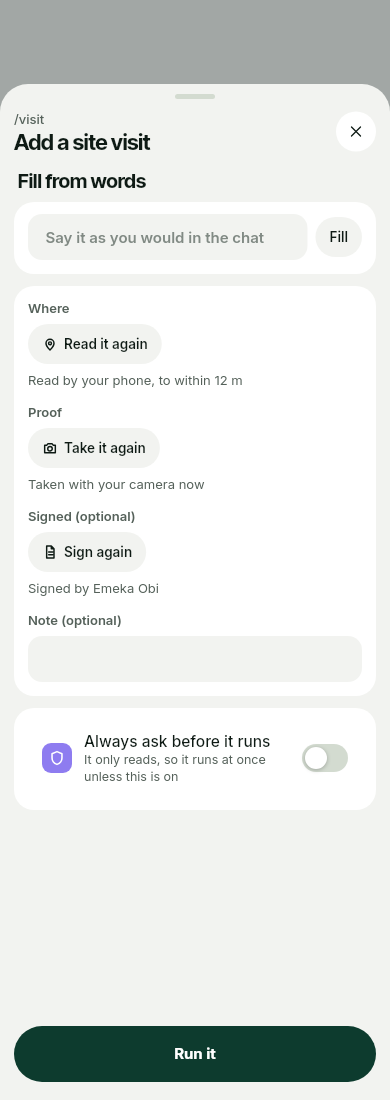 /visit
Add a site visit
Fill from words
Say it as you would in the chat
Fill
Where
Read it again
Read by your phone, to within 12 m
Proof
Take it again
Taken with your camera now
Signed (optional)
Sign again
Signed by Emeka Obi
Note (optional)
Always ask before it runs
It only reads, so it runs at once
unless this is on
Run it